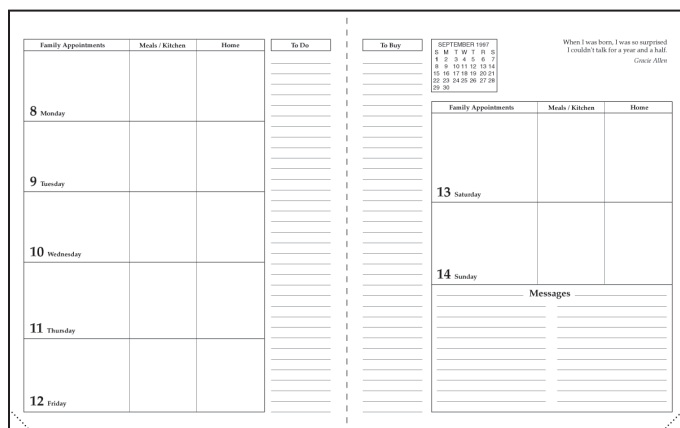 Family Appointments Meals / Kitchen Home
8 Monday
9 Tuesday
10 Wednesday
11 Thursday
12 Friday
To Do
To Buy
SEPTEMBER 1997
S M T W T R S
1 2 3 4 5 6 7
8 9 10 11 12 13 14
15 16 17 18 19 20 21
22 23 24 25 26 27 28
29 30
When I was born, I was so surprised
I couldn't talk for a year and a half.
Gracie Allen
Family Appointments Meals / Kitchen Home
13 Saturday
14 Sunday
Messages